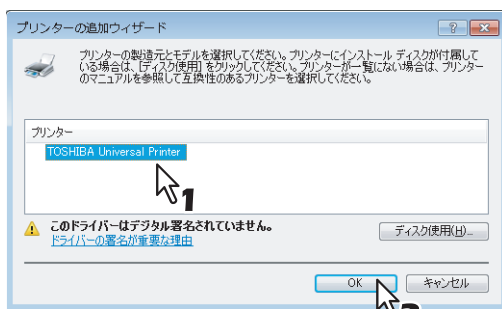 プリンターの追加ウィザード
プリンターの製造元とモデルを選択してください。プリンターにインストール ディスクが付属して
いる場合は、[ディスク使用] をクリックしてください。プリンターが一覧にない場合は、プリンター
のマニュアルを参照して互換性のあるプリンターを選択してください。
プリンター
TOSHIBA Universal Printer
1
このドライバーはデジタル署名されていません。
ドライバーの署名が重要な理由
ディスク使用(H)...
OK
キャンセル